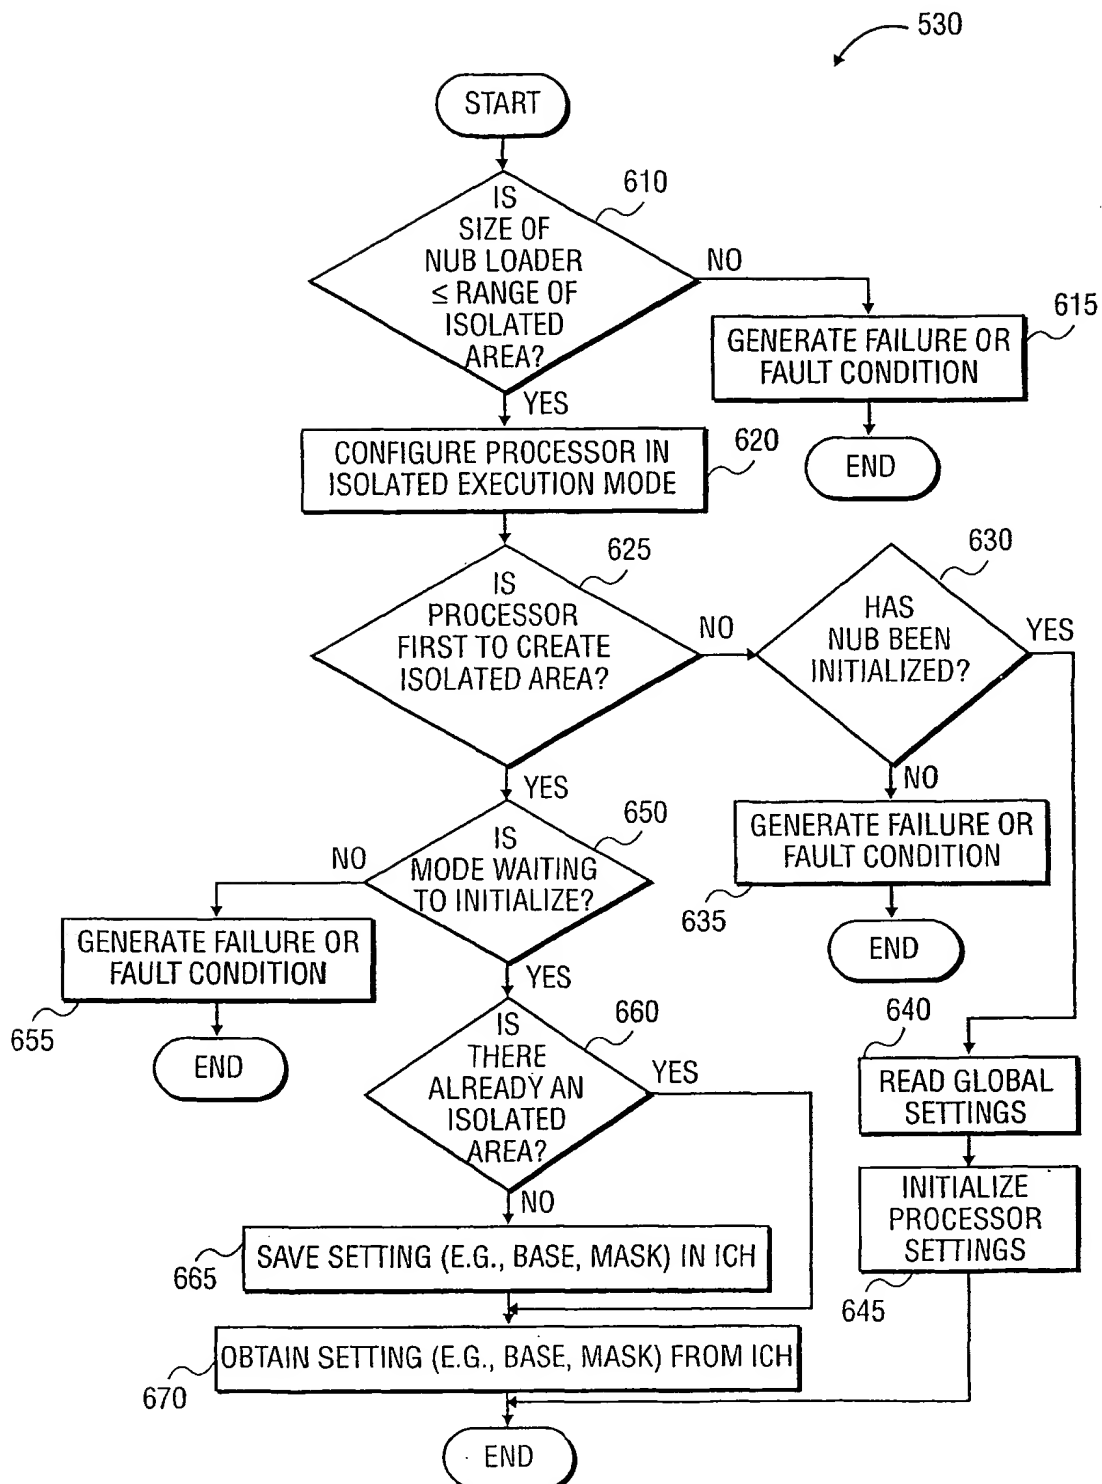 530
START
610
IS
SIZE OF
NUB LOADER
≤ RANGE OF
ISOLATED
AREA?
NO
615
GENERATE FAILURE OR
FAULT CONDITION
END
YES
620
CONFIGURE PROCESSOR IN
ISOLATED EXECUTION MODE
625
IS
PROCESSOR
FIRST TO CREATE
ISOLATED AREA?
NO
630
HAS
NUB BEEN
INITIALIZED?
YES
NO
GENERATE FAILURE OR
FAULT CONDITION
635
END
YES
650
IS
MODE WAITING
TO INITIALIZE?
NO
GENERATE FAILURE OR
FAULT CONDITION
655
END
YES
660
IS
THERE
ALREADY AN
ISOLATED
AREA?
YES
640
READ GLOBAL
SETTINGS
INITIALIZE
PROCESSOR
SETTINGS
645
NO
SAVE SETTING (E.G., BASE, MASK) IN ICH
665
OBTAIN SETTING (E.G., BASE, MASK) FROM ICH
670
END